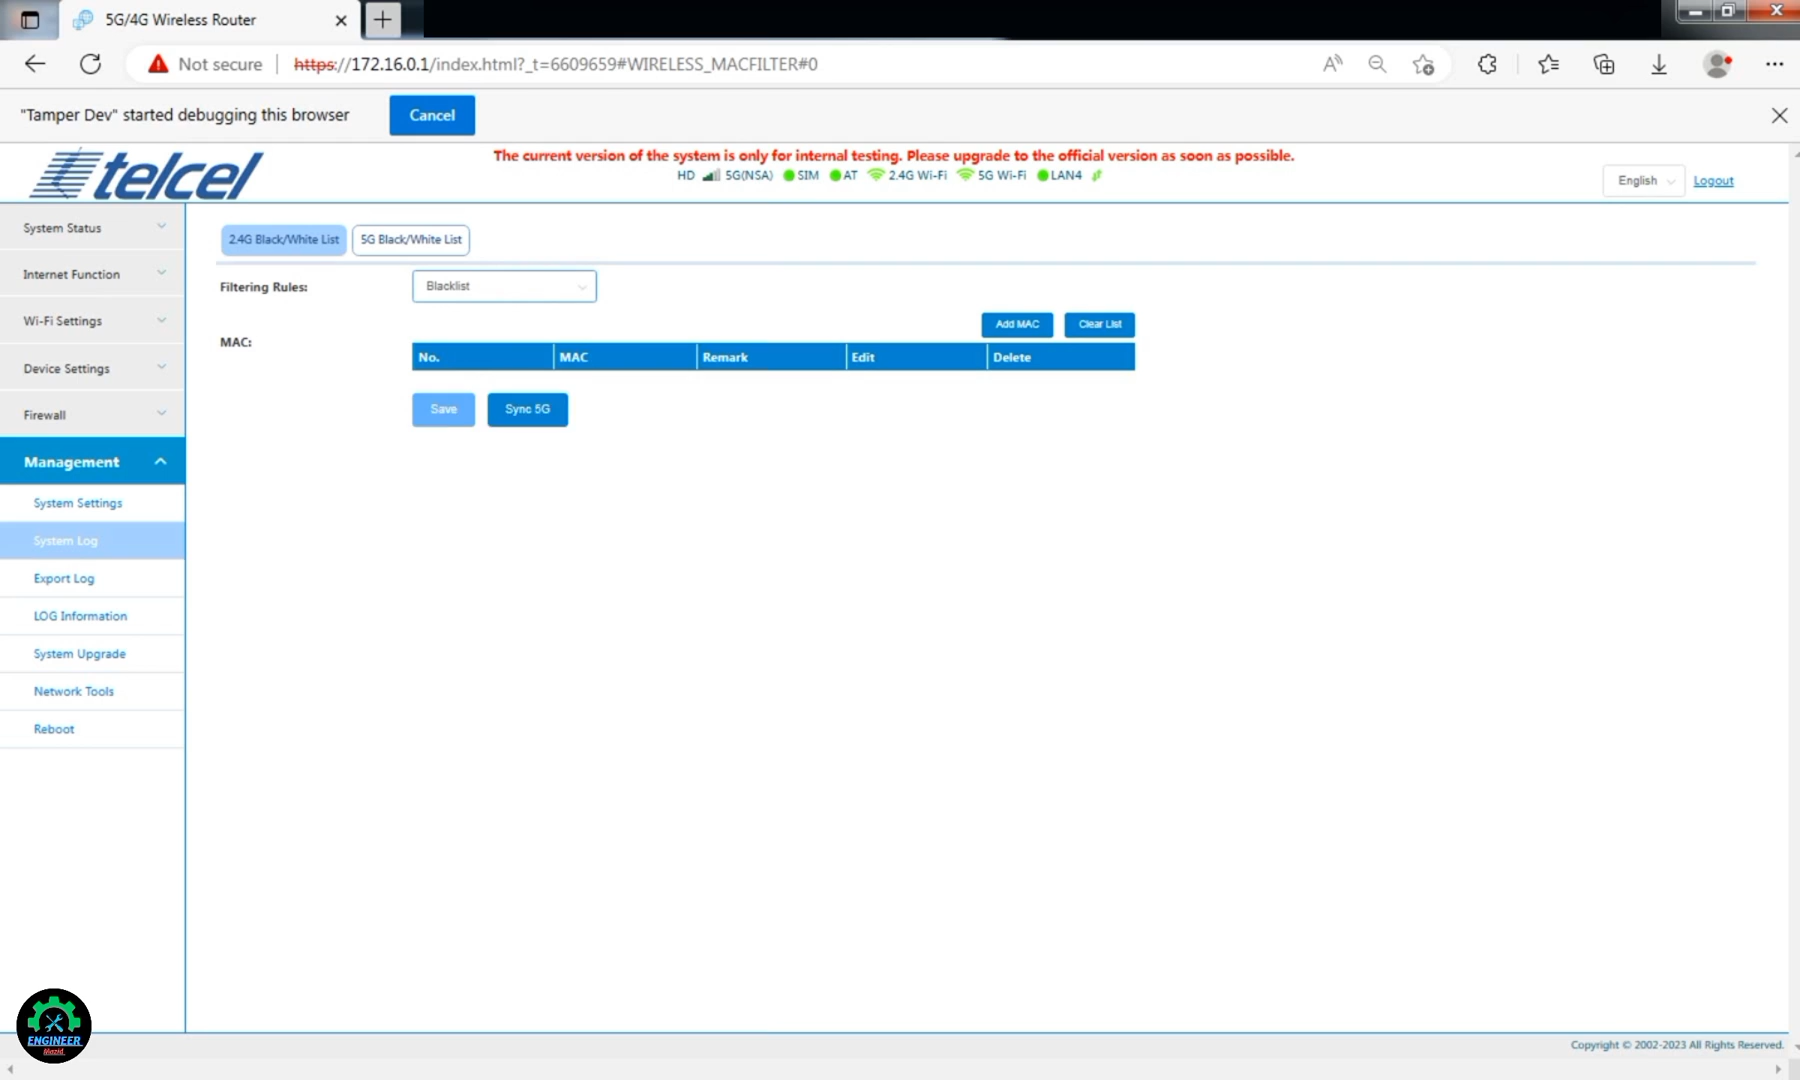 5G/4G Wireless Router
Not secure
https://172.16.0.1/index.html?_t=6609659#WIRELESS_MACFILTER#0
"Tamper Dev" started debugging this browser
Cancel
telcel
The current version of the system is only for internal testing. Please upgrade to the official version as soon as possible.
HD 5G(NSA) SIM AT 2.4G Wi-Fi 5G Wi-Fi LAN4
English
Logout
System Status
Internet Function
Wi-Fi Settings
Device Settings
Firewall
Management
System Settings
System Log
Export Log
LOG Information
System Upgrade
Network Tools
Reboot
2.4G Black/White List
5G Black/White List
Filtering Rules:
Blacklist
Add MAC
Clear List
MAC:
No. MAC Remark Edit Delete
Save
Sync 5G
ENGINEER
Mazid
Copyright © 2002-2023 All Rights Reserved.